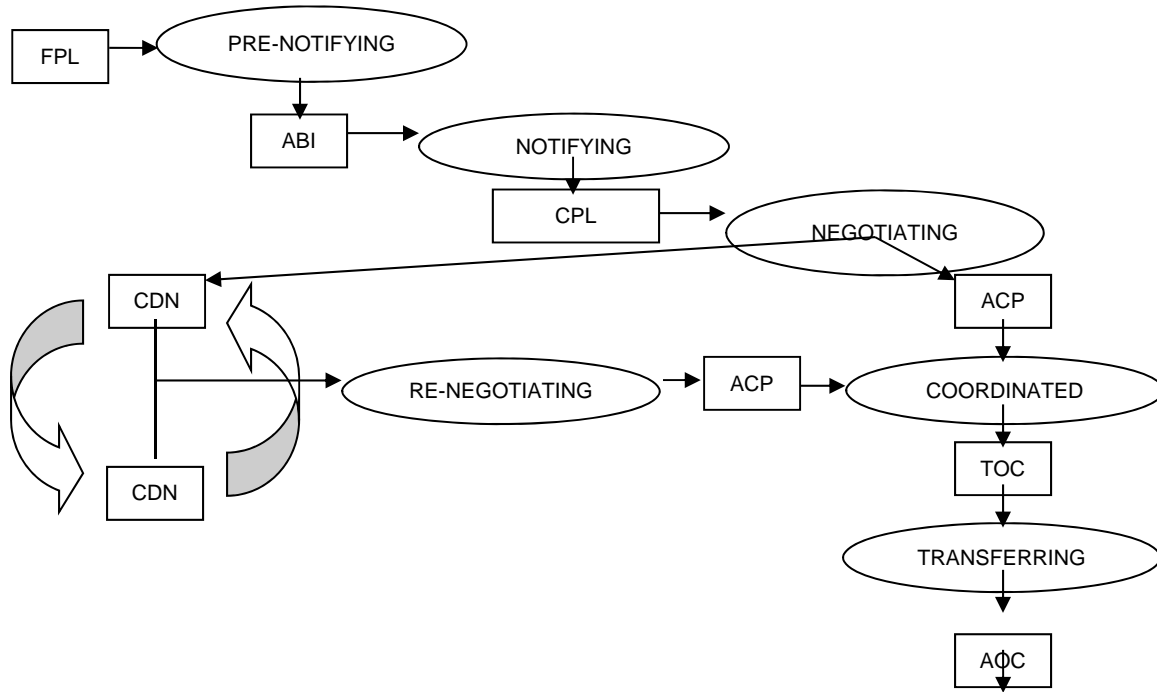 FPL
PRE-NOTIFYING
ABI
NOTIFYING
CPL
NEGOTIATING
CDN
ACP
RE-NEGOTIATING
ACP
COORDINATED
CDN
TOC
TRANSFERRING
AOC